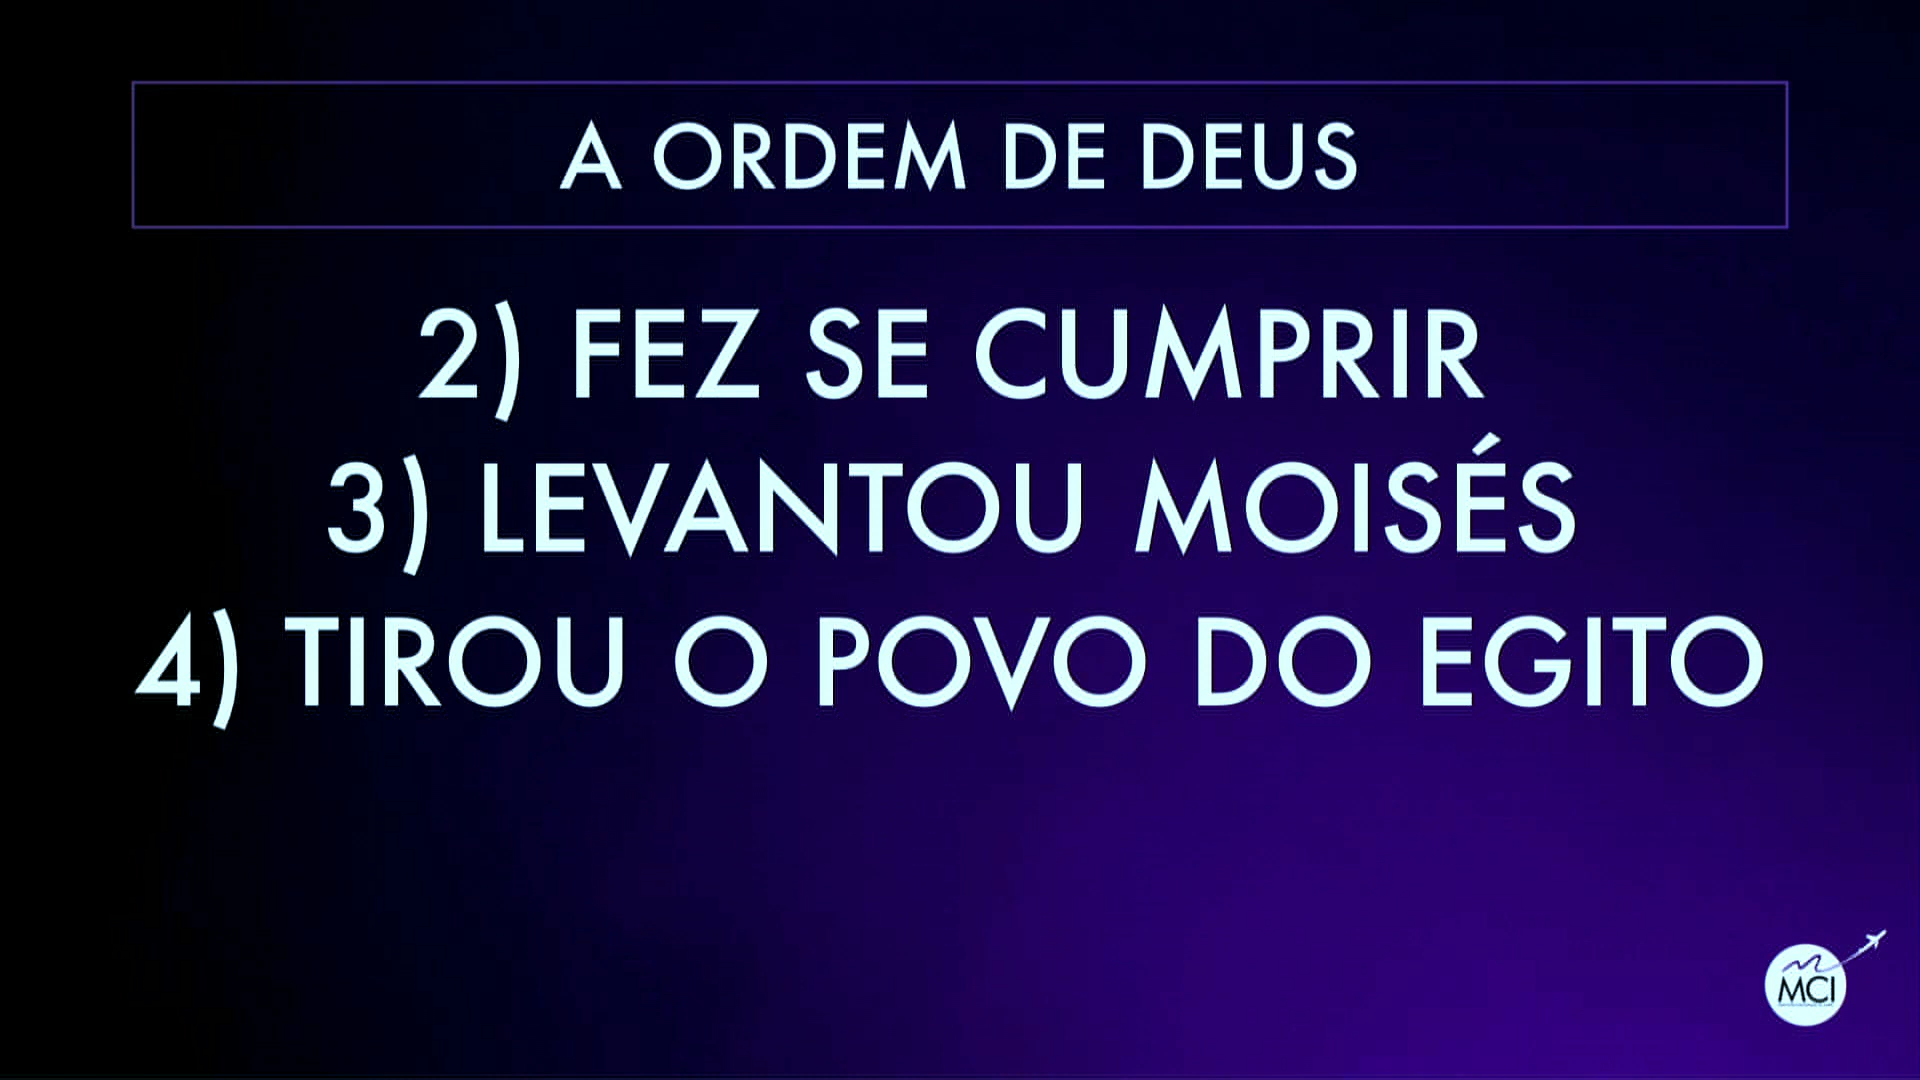 A ORDEM DE DEUS
2) FEZ SE CUMPRIR
3) LEVANTOU MOISÉS
4) TIROU O POVO DO EGITO
MCI